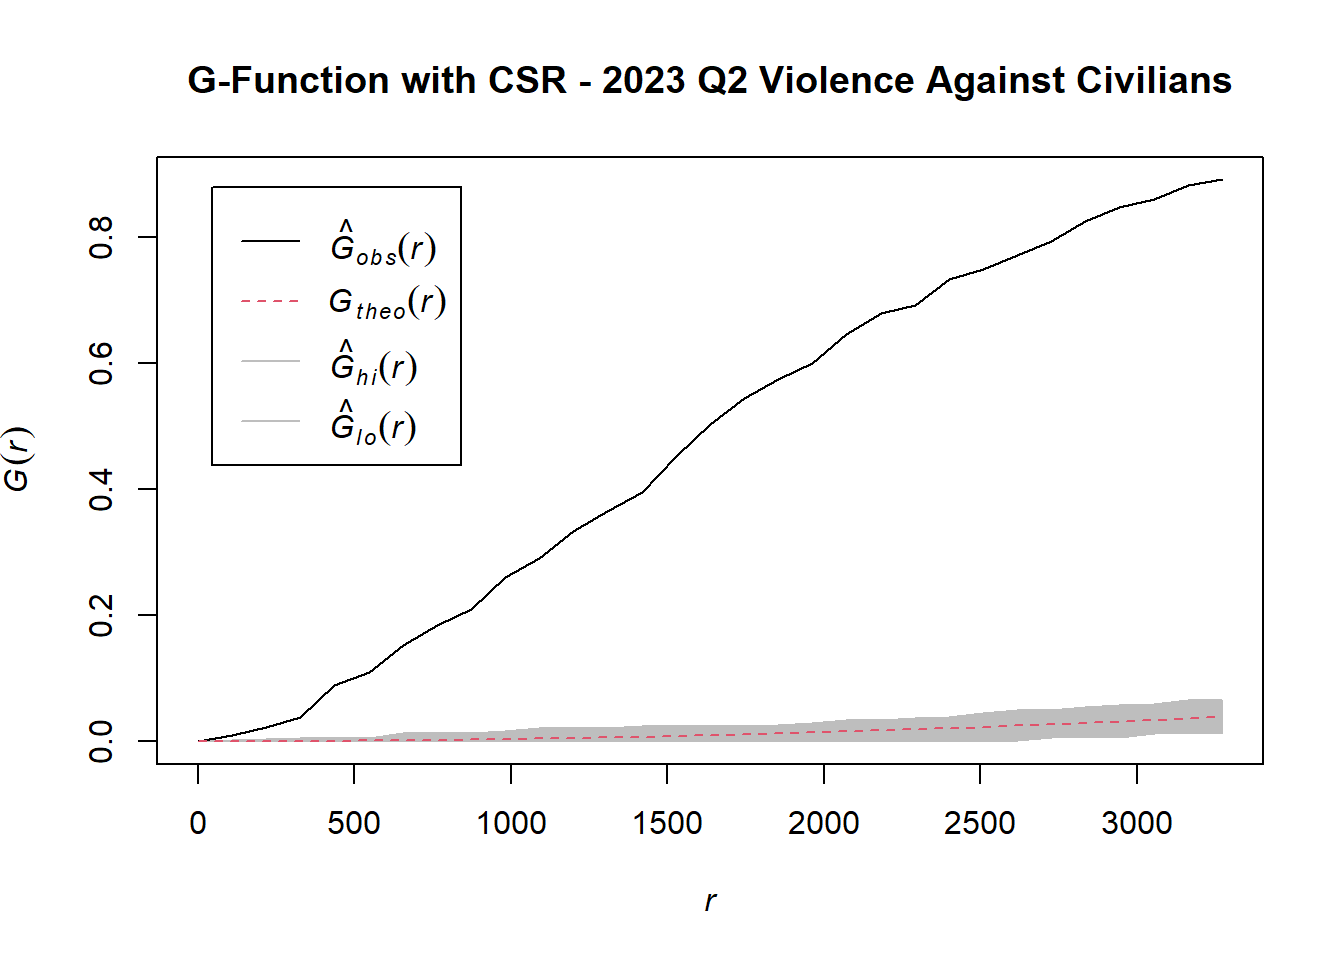 G-Function with CSR - 2023 Q2 Violence Against Civilians
Ĝobs(r)
Gtheo(r)
Ĝhi(r)
Ĝlo(r)
G(r)
0.8
0.6
0.4
0.2
0.0
0 500 1000 1500 2000 2500 3000
r